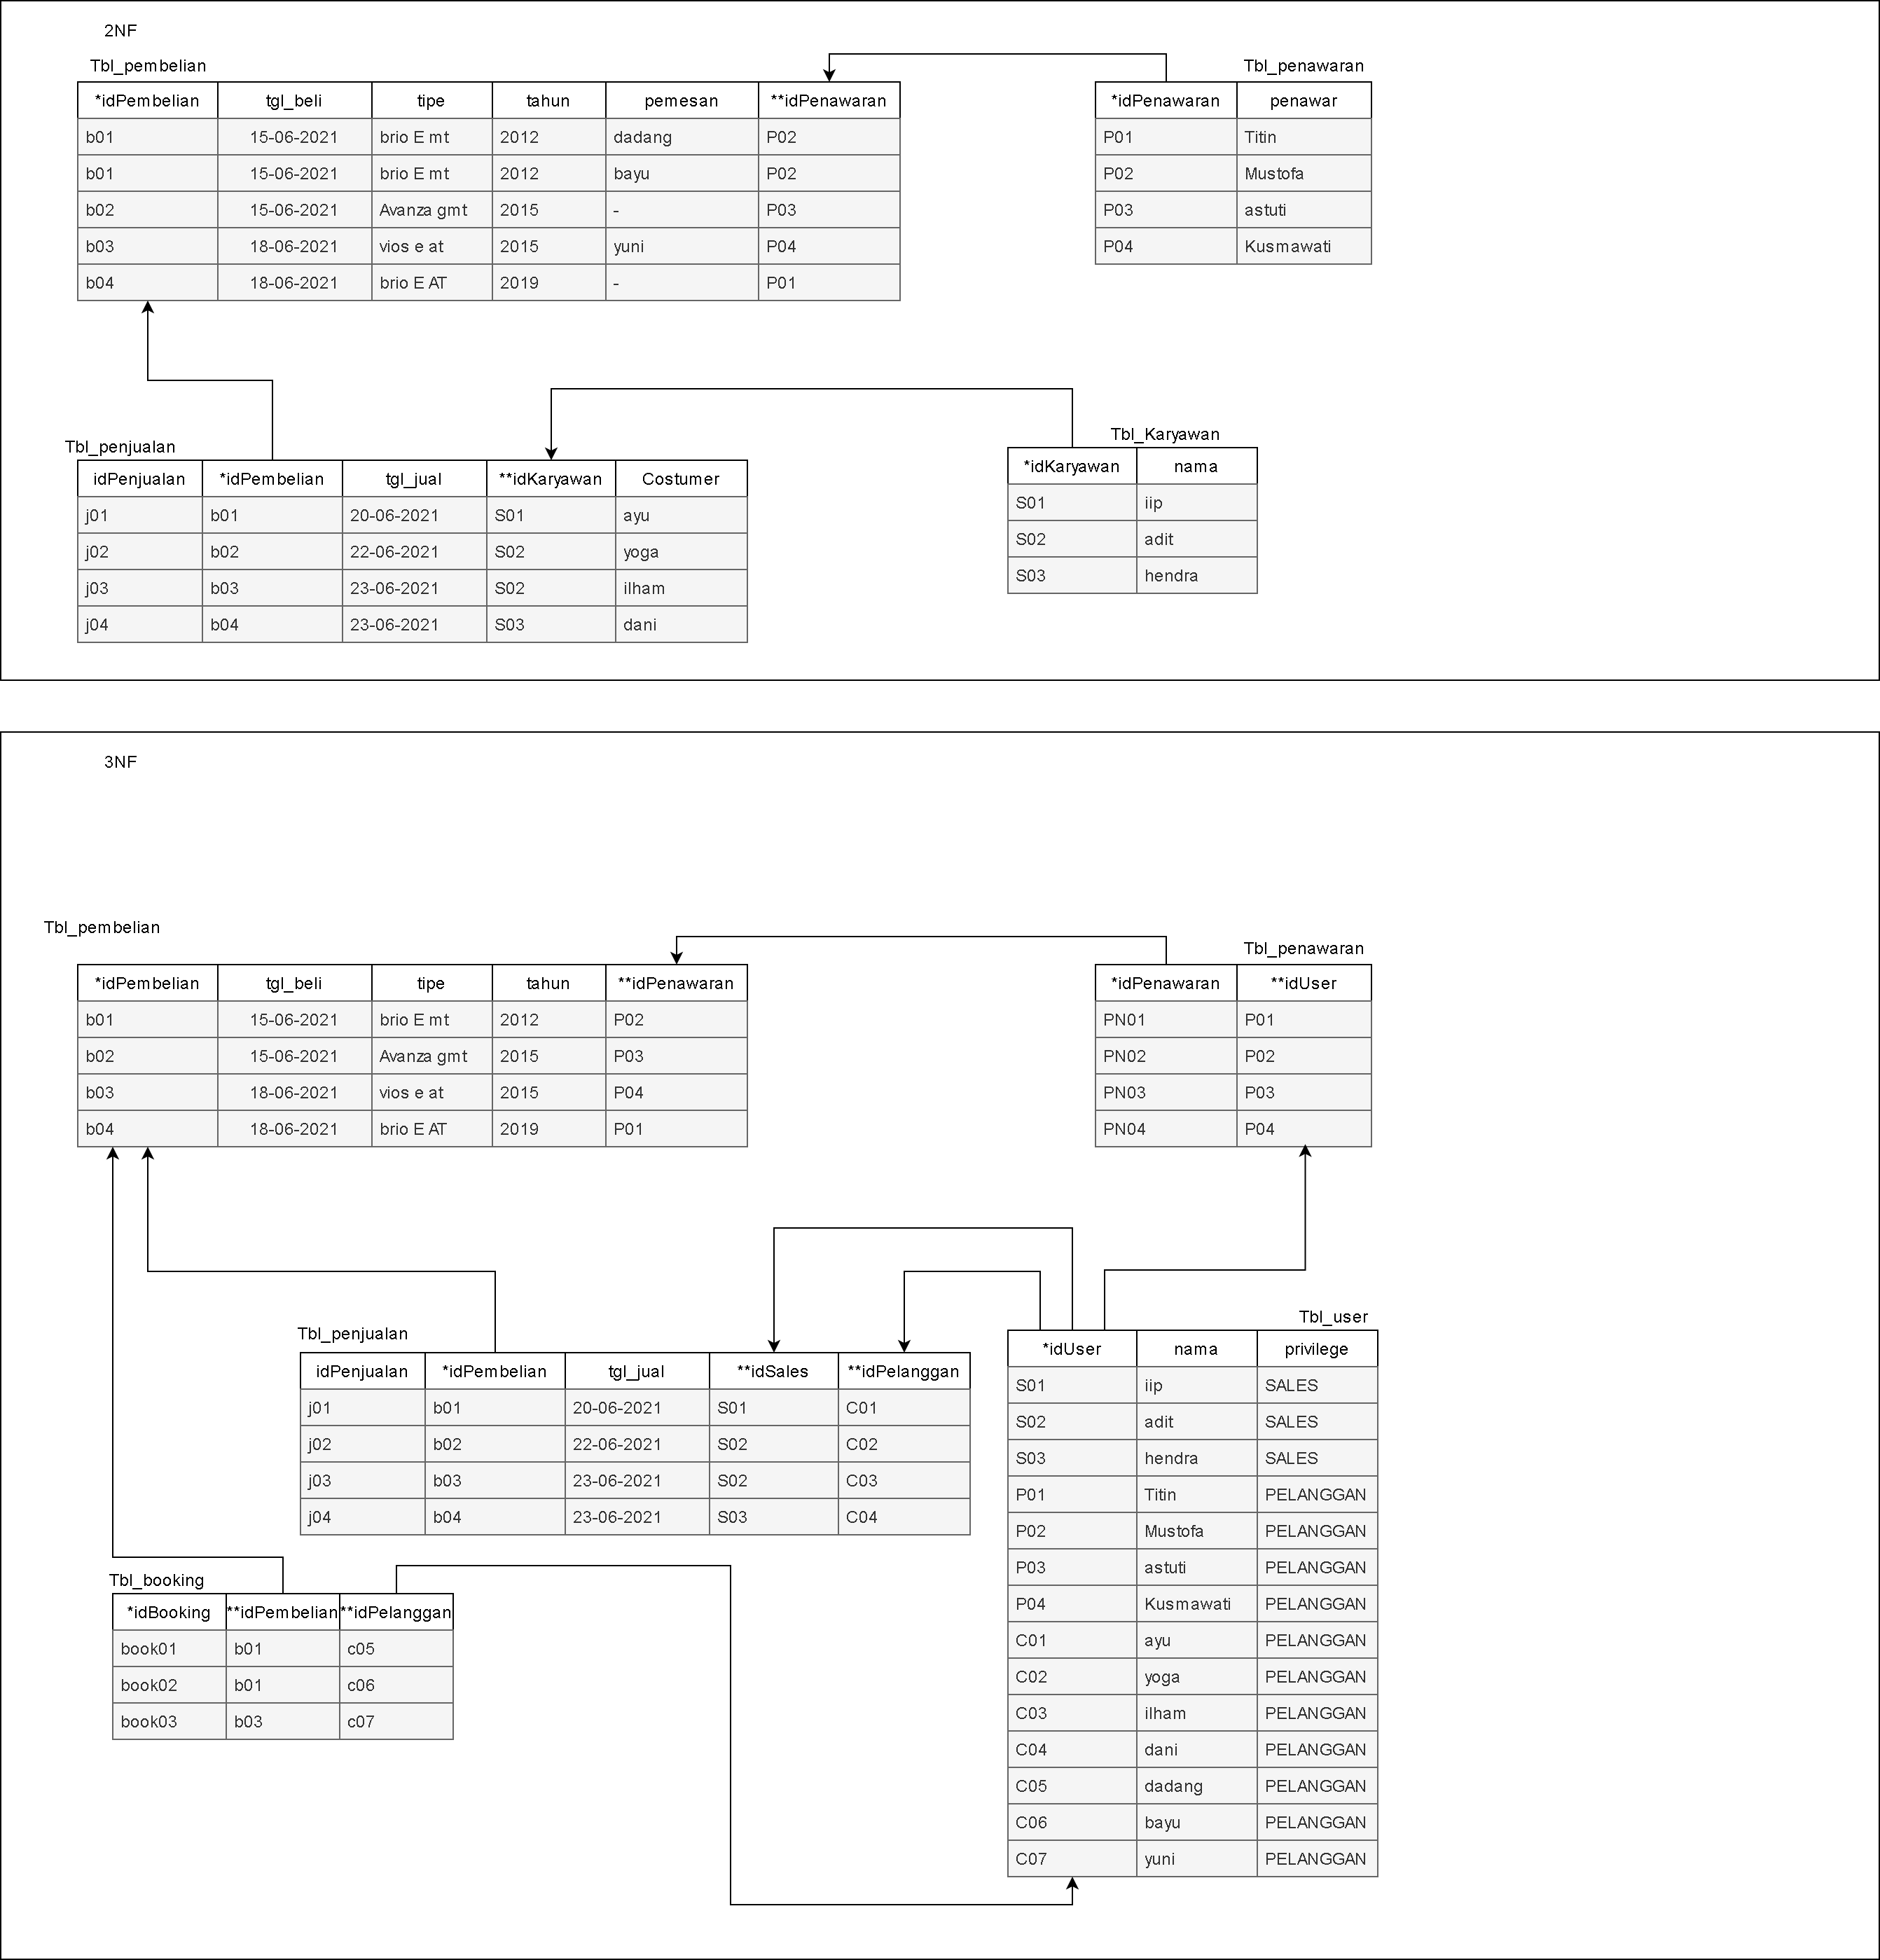 2NF
Tbl_pembelian Tbl_penawaran
*idPembelian tgl_beli tipe tahun pemesan **idPenawaran *idPenawaran penawar
b01 15-06-2021 brio E mt 2012 dadang P02 P01 Titin
b01 15-06-2021 brio E mt 2012 bayu P02 P02 Mustofa
b02 15-06-2021 Avanza gmt 2015 - P03 P03 astuti
b03 18-06-2021 vios e at 2015 yuni P04 P04 Kusmawati
b04 18-06-2021 brio E AT 2019 - P01
Tbl_penjualan
idPenjualan *idPembelian tgl_jual **idKaryawan Costumer
j01 b01 20-06-2021 S01 ayu
j02 b02 22-06-2021 S02 yoga
j03 b03 23-06-2021 S02 ilham
j04 b04 23-06-2021 S03 dani
Tbl_Karyawan
*idKaryawan nama
S01 iip
S02 adit
S03 hendra
3NF
Tbl_pembelian
*idPembelian tgl_beli tipe tahun **idPenawaran
b01 15-06-2021 brio E mt 2012 P02
b02 15-06-2021 Avanza gmt 2015 P03
b03 18-06-2021 vios e at 2015 P04
b04 18-06-2021 brio E AT 2019 P01
Tbl_penawaran
*idPenawaran **idUser
PN01 P01
PN02 P02
PN03 P03
PN04 P04
Tbl_penjualan
idPenjualan *idPembelian tgl_jual **idSales **idPelanggan
j01 b01 20-06-2021 S01 C01
j02 b02 22-06-2021 S02 C02
j03 b03 23-06-2021 S02 C03
j04 b04 23-06-2021 S03 C04
Tbl_user
*idUser nama privilege
S01 iip SALES
S02 adit SALES
S03 hendra SALES
P01 Titin PELANGGAN
P02 Mustofa PELANGGAN
P03 astuti PELANGGAN
P04 Kusmawati PELANGGAN
C01 ayu PELANGGAN
C02 yoga PELANGGAN
C03 ilham PELANGGAN
C04 dani PELANGGAN
C05 dadang PELANGGAN
C06 bayu PELANGGAN
C07 yuni PELANGGAN
Tbl_booking
*idBooking **idPembelian **idPelanggan
book01 b01 c05
book02 b01 c06
book03 b03 c07